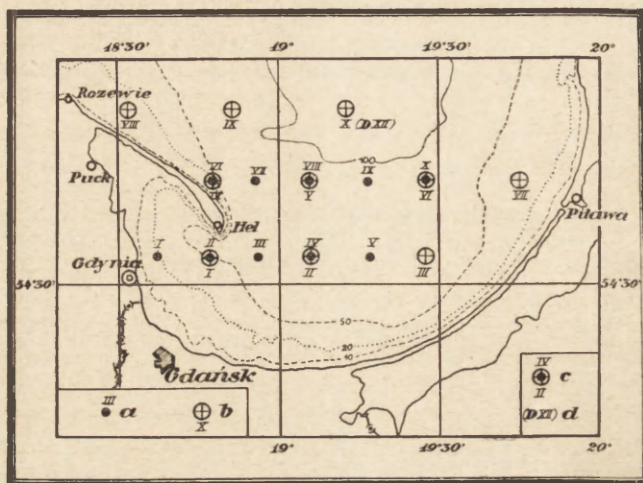 18°30' 19° 19°30' 20°
Rozewie
VIII IX X (D XII)
100
Puck
VI VI VIII IX X
IX V VI VII
Hel Piława
I II III IV V
I II III
Gdynia
54°30' 54°30'
50
20
10
Gdańsk
III a b
X
IV c
II
(D XII) d
19° 19°30' 20°